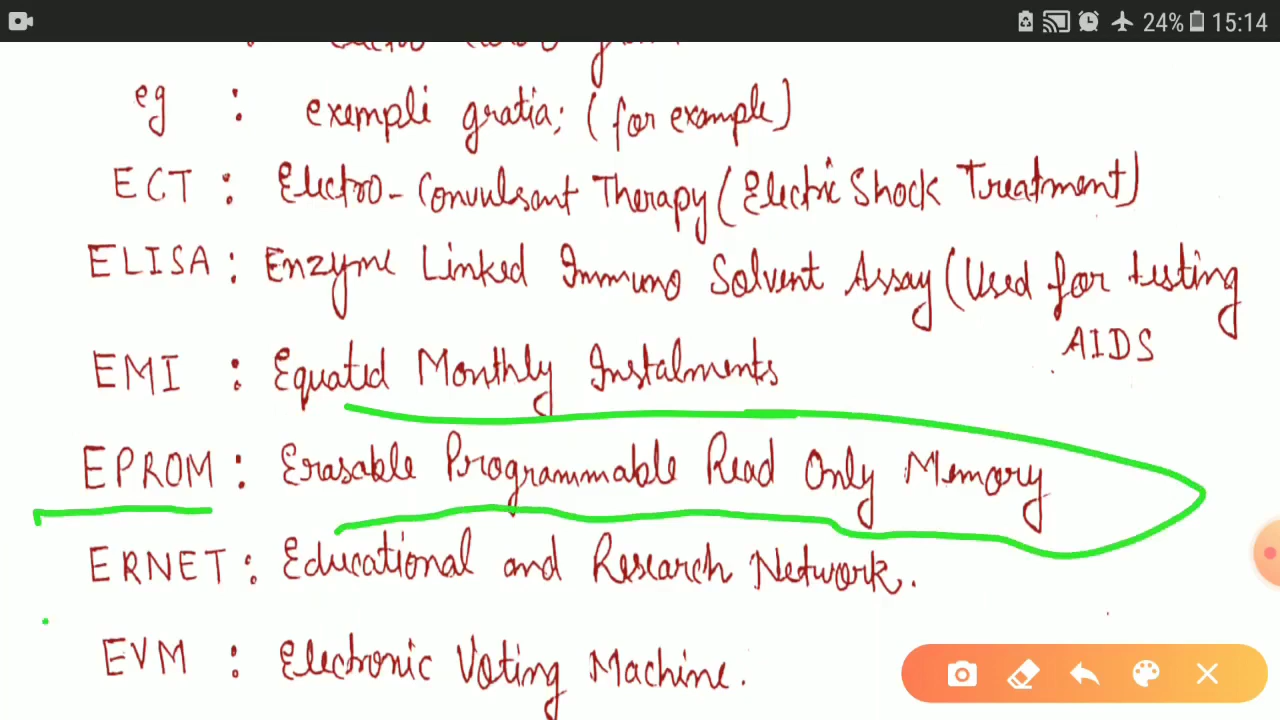 24% 15:14
eg : exempli gratia; (for example)
ECT : Electro-Convulsant Therapy (Electric Shock Treatment)
ELISA : Enzyme Linked Immuno Solvent Assay (Used for testing
AIDS
EMI : Equated Monthly Instalments
EPROM : Erasable Programmable Read Only Memory
ERNET : Educational and Research Network.
EVM : Electronic Voting Machine.